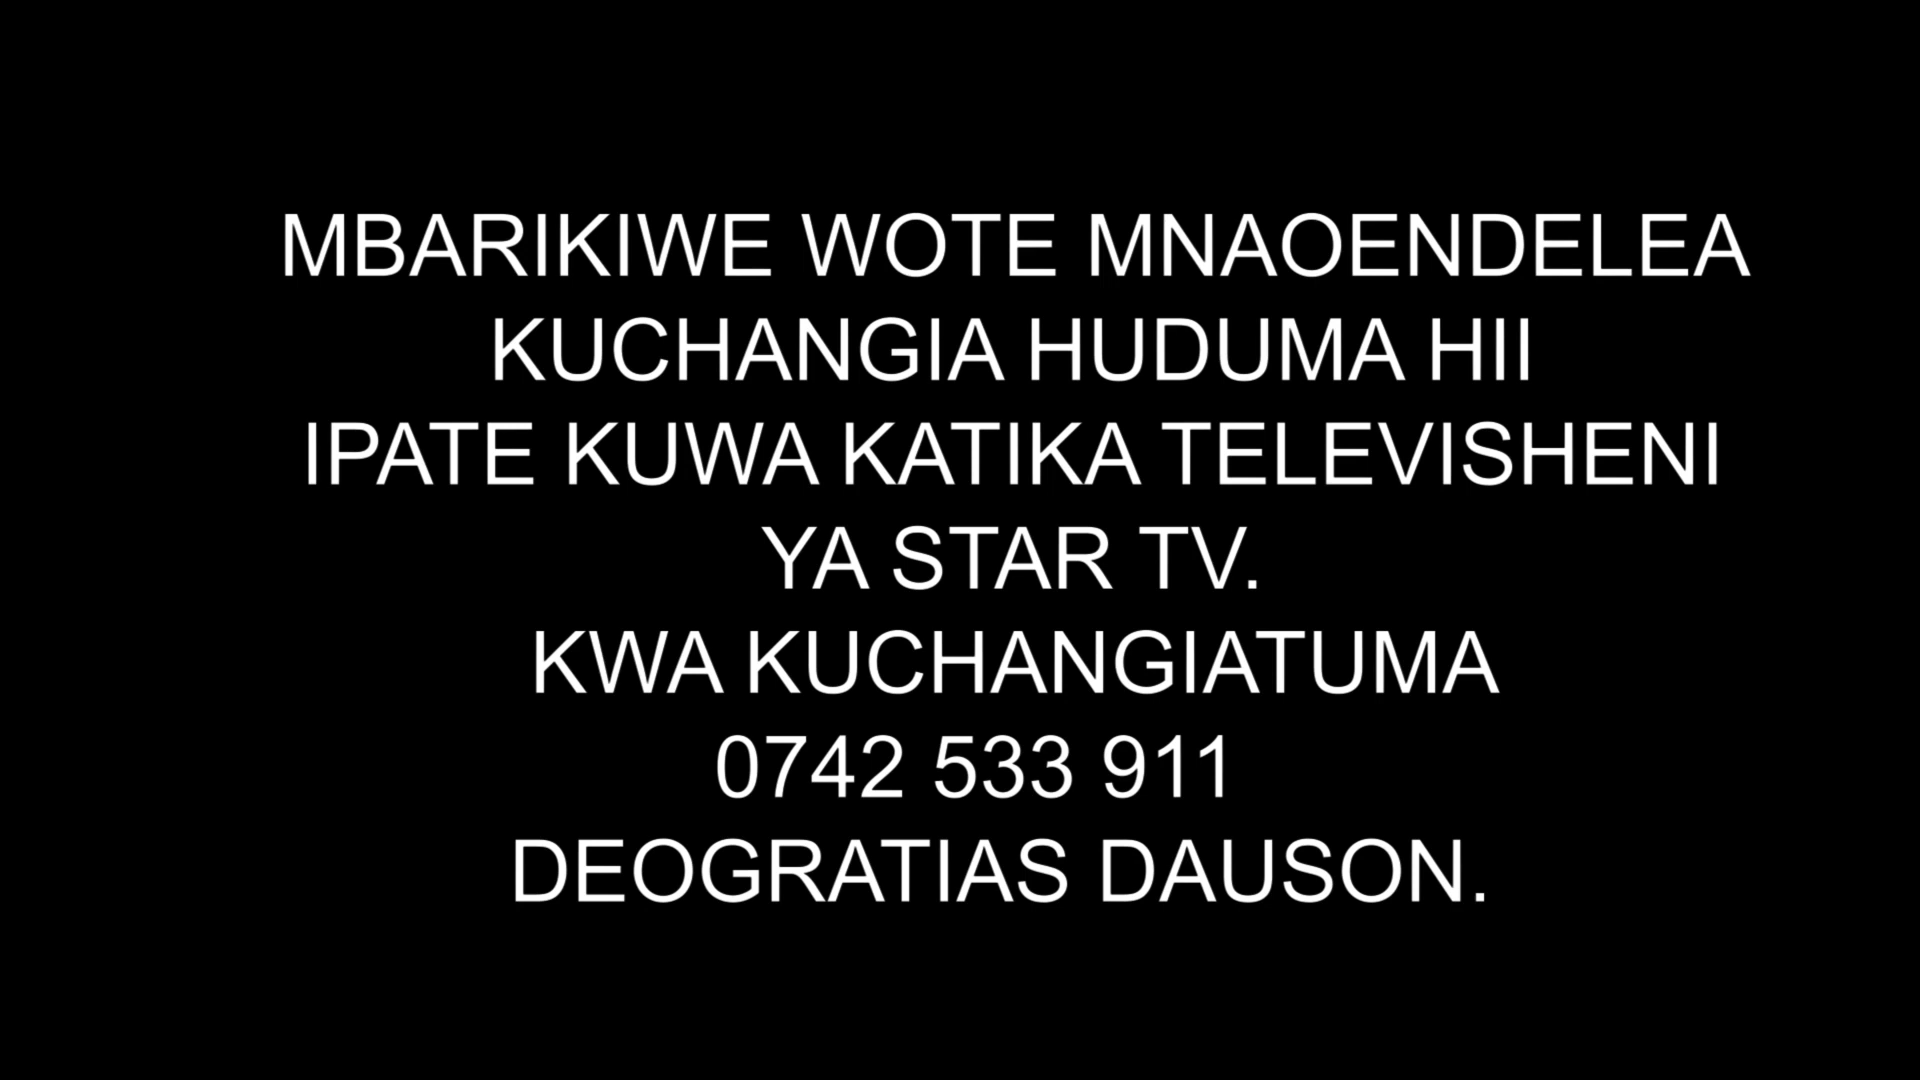 MBARIKIWE WOTE MNAOENDELEA
KUCHANGIA HUDUMA HII
IPATE KUWA KATIKA TELEVISHENI
YA STAR TV.
KWA KUCHANGIATUMA
0742 533 911
DEOGRATIAS DAUSON.